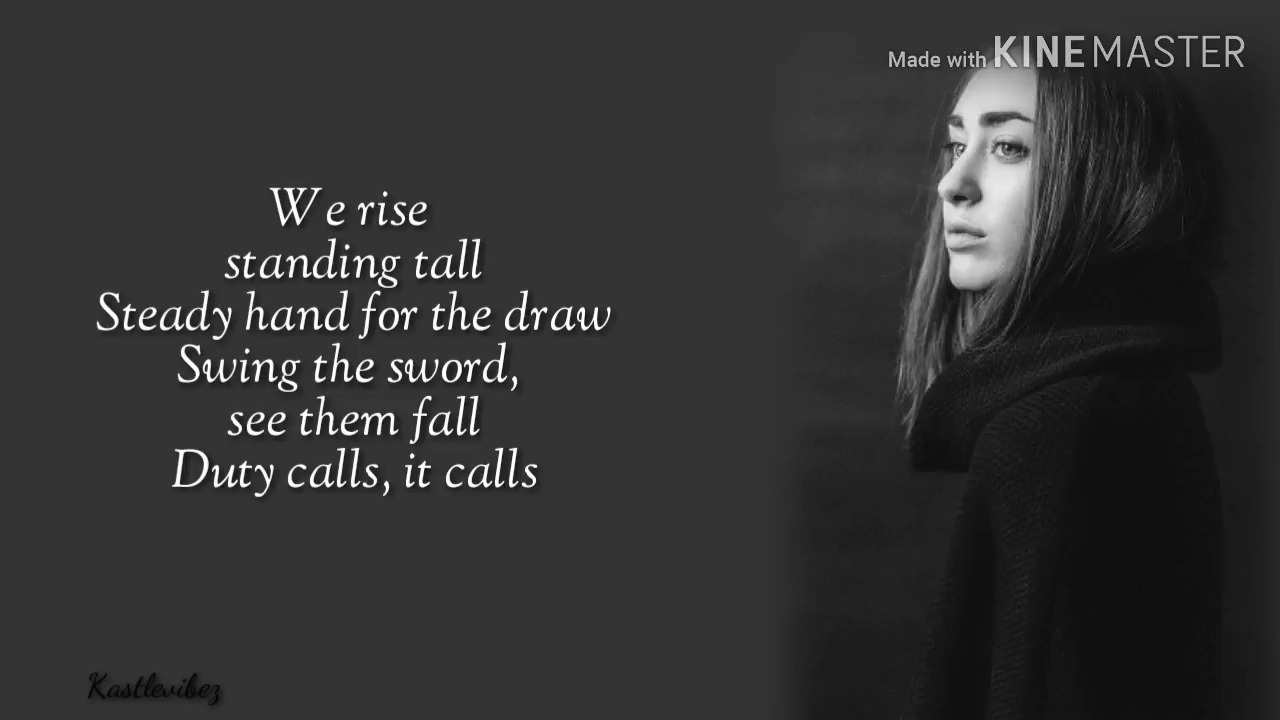 Made with KINEMASTER
We rise
standing tall
Steady hand for the draw
Swing the sword,
see them fall
Duty calls, it calls
Kastlevibez